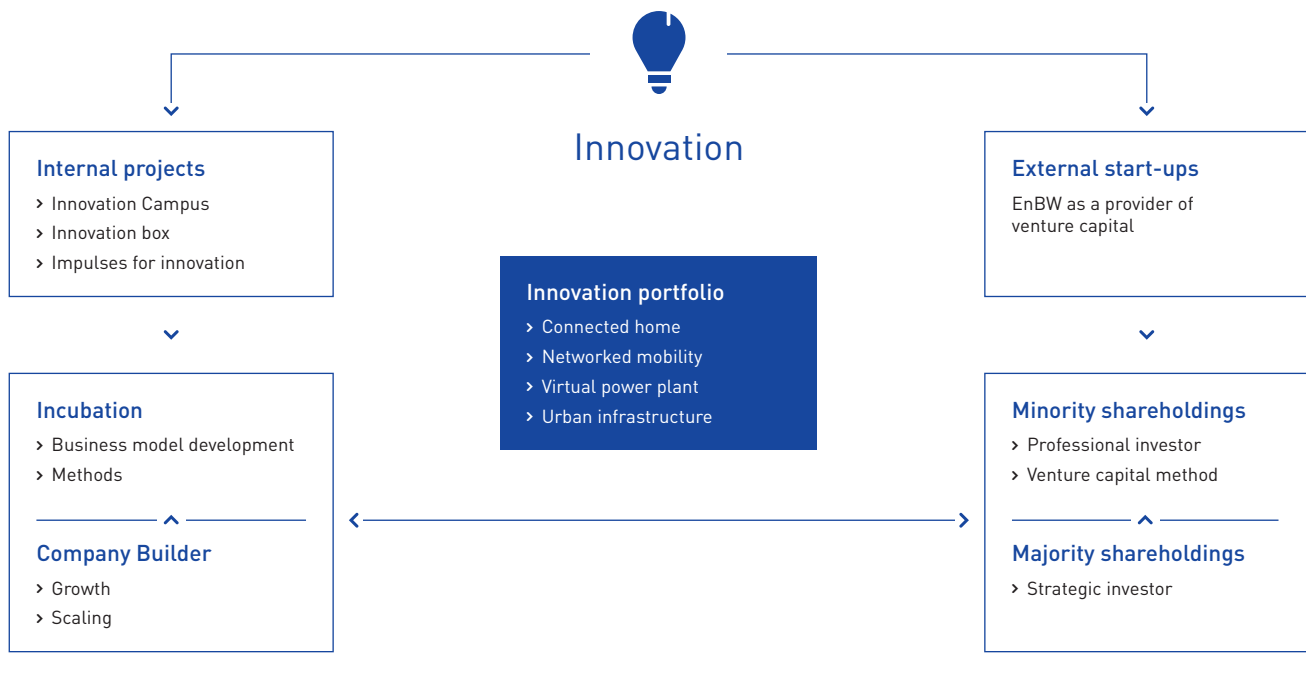 Innovation
Internal projects
Innovation Campus
Innovation box
Impulses for innovation
Incubation
Business model development
Methods
Company Builder
Growth
Scaling
Innovation portfolio
Connected home
Networked mobility
Virtual power plant
Urban infrastructure
External start-ups
EnBW as a provider of
venture capital
Minority shareholdings
Professional investor
Venture capital method
Majority shareholdings
Strategic investor